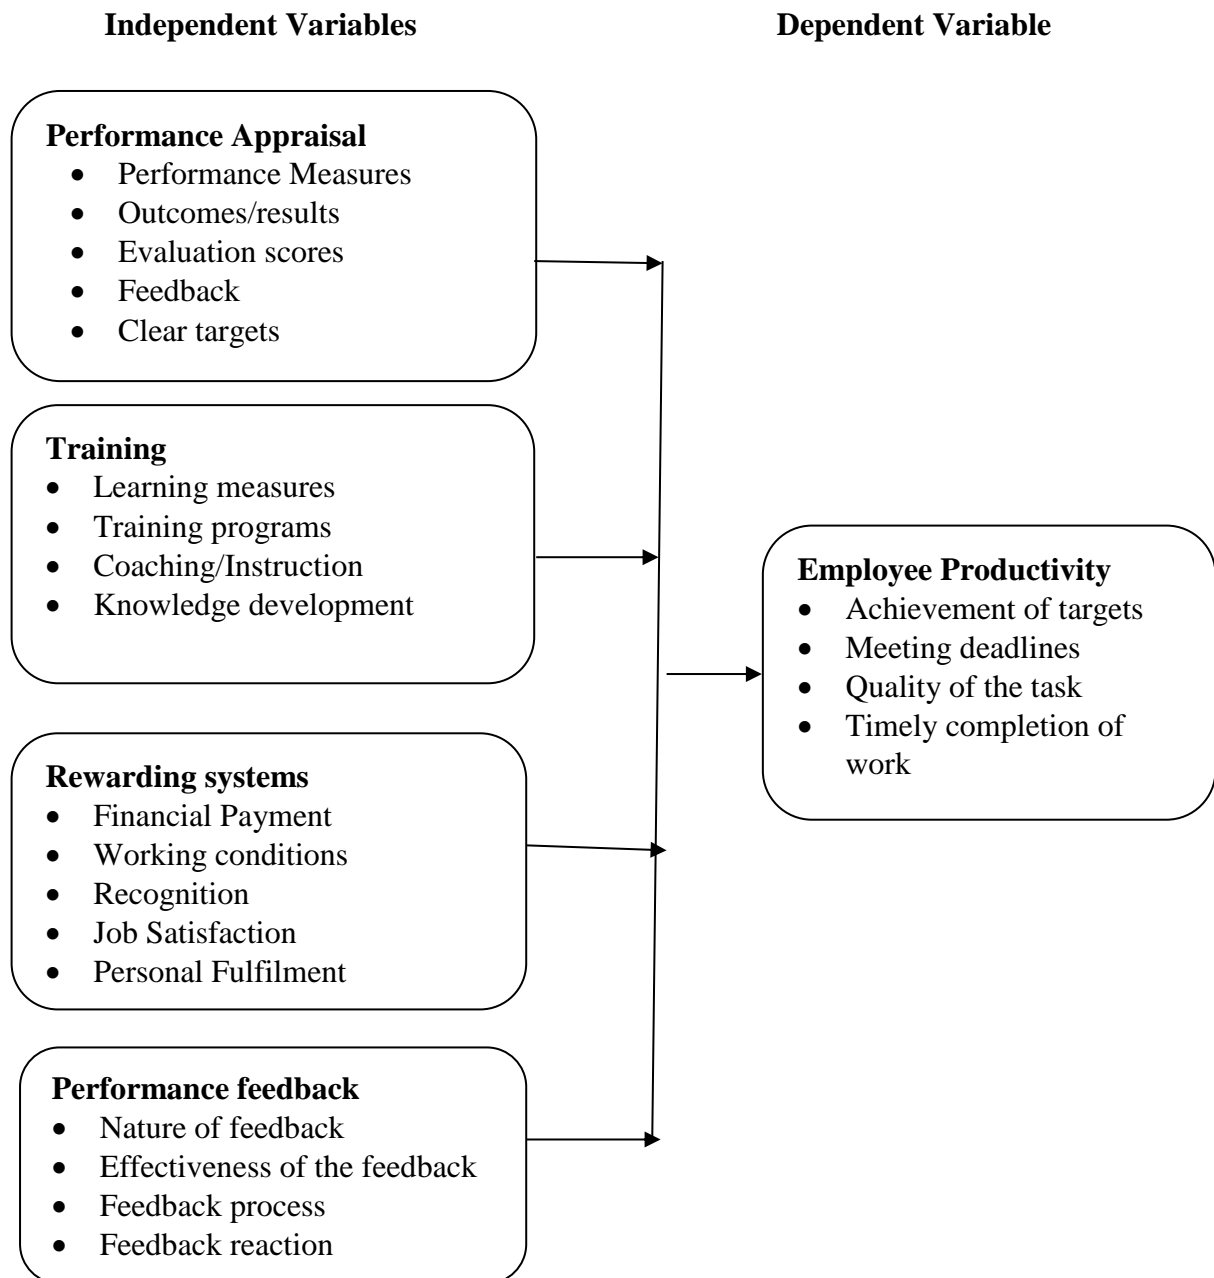 Independent Variables
Dependent Variable
Performance Appraisal
• Performance Measures
• Outcomes/results
• Evaluation scores
• Feedback
• Clear targets
Training
• Learning measures
• Training programs
• Coaching/Instruction
• Knowledge development
Rewarding systems
• Financial Payment
• Working conditions
• Recognition
• Job Satisfaction
• Personal Fulfilment
Performance feedback
• Nature of feedback
• Effectiveness of the feedback
• Feedback process
• Feedback reaction
Employee Productivity
• Achievement of targets
• Meeting deadlines
• Quality of the task
• Timely completion of
work